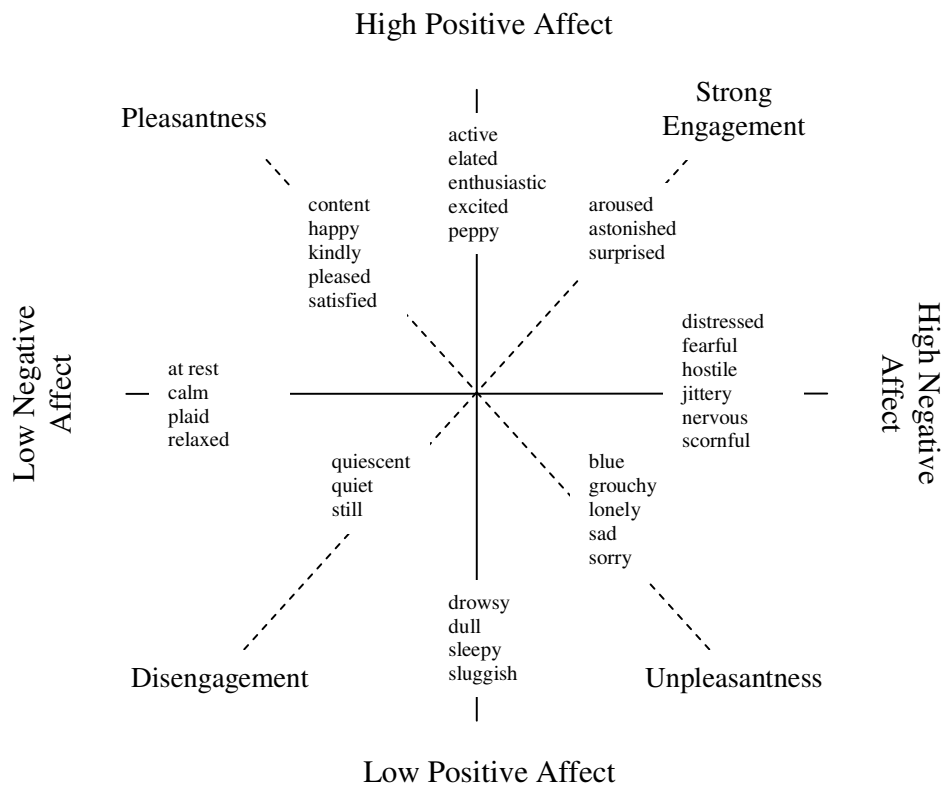 High Positive Affect
Pleasantness
Strong
Engagement
active
elated
enthusiastic
excited
peppy
content
happy
kindly
pleased
satisfied
aroused
astonished
surprised
Low Negative
Affect
at rest
calm
plaid
relaxed
distressed
fearful
hostile
jittery
nervous
scornful
High Negative
Affect
quiescent
quiet
still
blue
grouchy
lonely
sad
sorry
drowsy
dull
sleepy
sluggish
Disengagement
Unpleasantness
Low Positive Affect